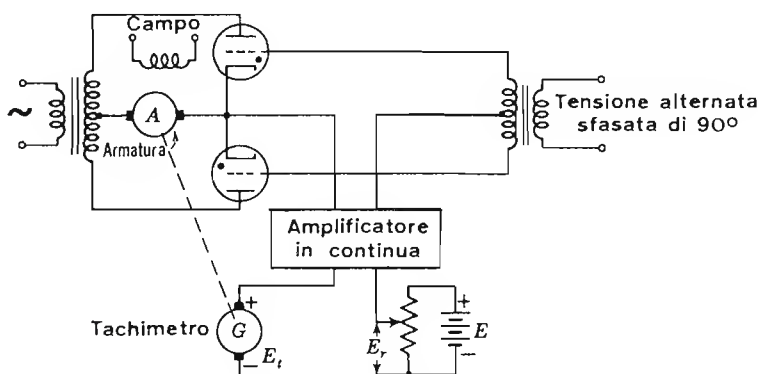 Campo
~
A
Armatura
Tensione alternata
sfasata di 90°
Amplificatore
in continua
+
Tachimetro
G
E_t
−
E_r
+
E
−